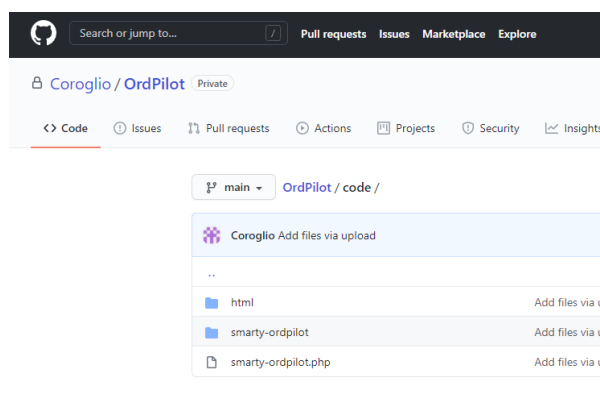 Search or jump to... / Pull requests Issues Marketplace Explore
Coroglio / OrdPilot Private
<> Code Issues Pull requests Actions Projects Security Insights
main OrdPilot / code /
Coroglio Add files via upload
..
html Add files via
smarty-ordpilot Add files via
smarty-ordpilot.php Add files via